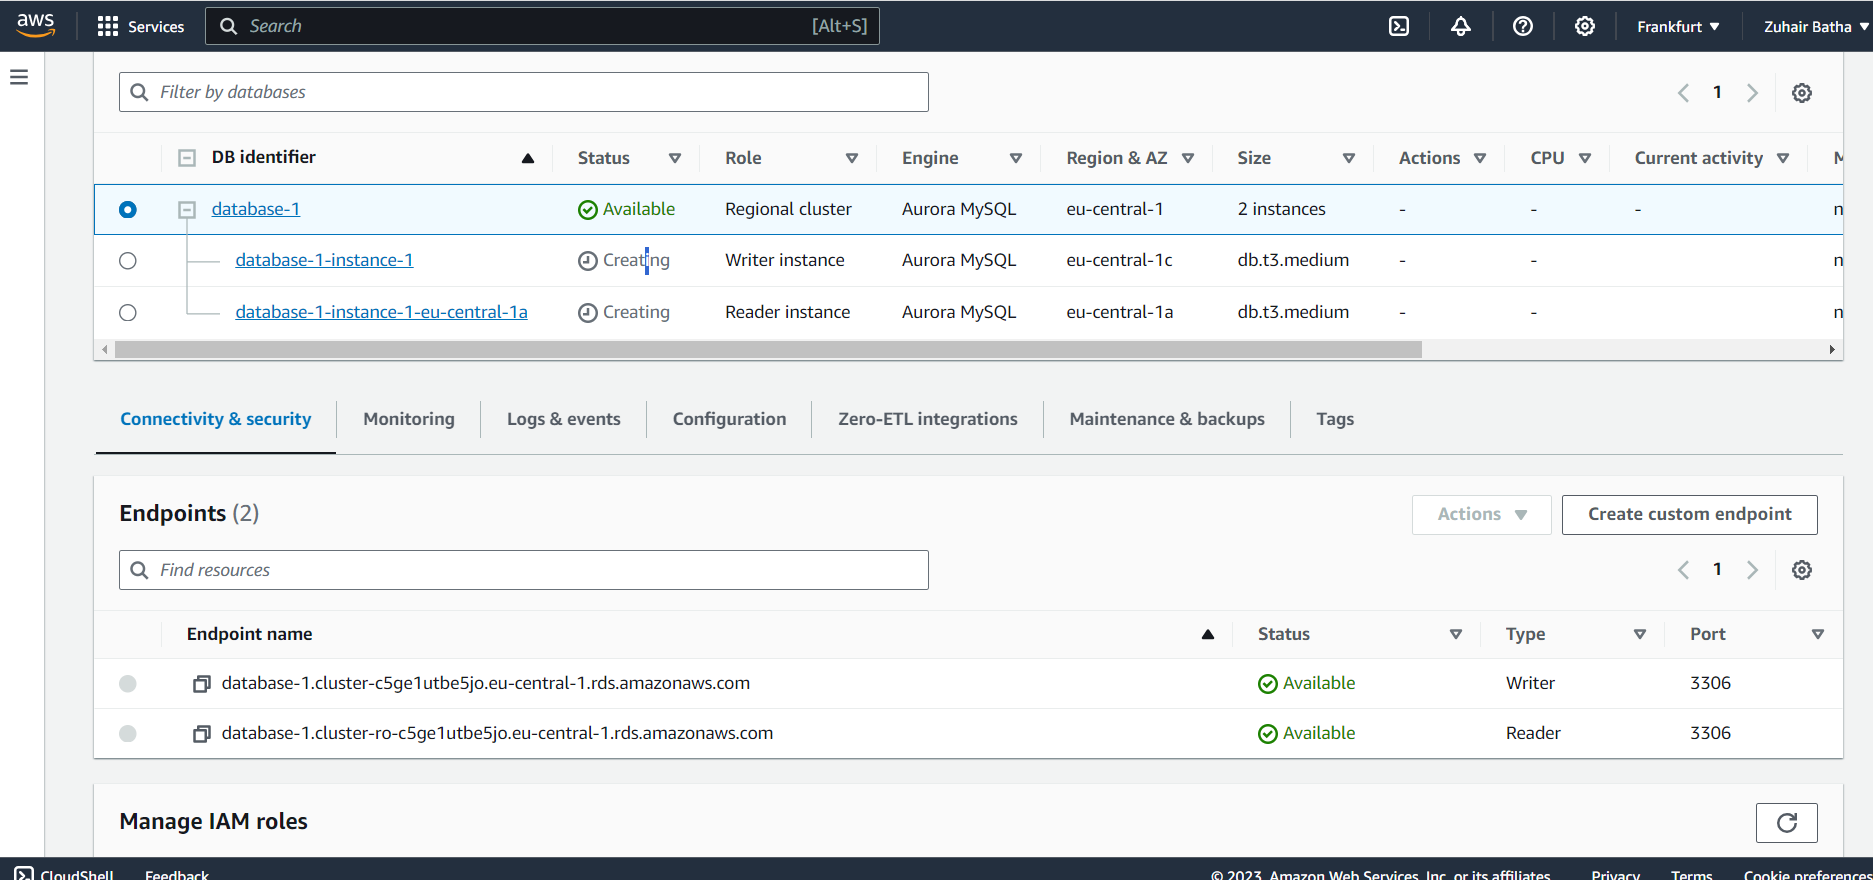 aws Services Search [Alt+S] Frankfurt Zuhair Batha
Filter by databases 1
DB identifier Status Role Engine Region & AZ Size Actions CPU Current activity
database-1 Available Regional cluster Aurora MySQL eu-central-1 2 instances - - -
database-1-instance-1 Creating Writer instance Aurora MySQL eu-central-1c db.t3.medium - -
database-1-instance-1-eu-central-1a Creating Reader instance Aurora MySQL eu-central-1a db.t3.medium - -
Connectivity & security Monitoring Logs & events Configuration Zero-ETL integrations Maintenance & backups Tags
Endpoints (2) Actions Create custom endpoint
Find resources 1
Endpoint name Status Type Port
database-1.cluster-c5ge1utbe5jo.eu-central-1.rds.amazonaws.com Available Writer 3306
database-1.cluster-ro-c5ge1utbe5jo.eu-central-1.rds.amazonaws.com Available Reader 3306
Manage IAM roles
CloudShell Feedback © 2023, Amazon Web Services, Inc. or its affiliates. Privacy Terms Cookie preferences